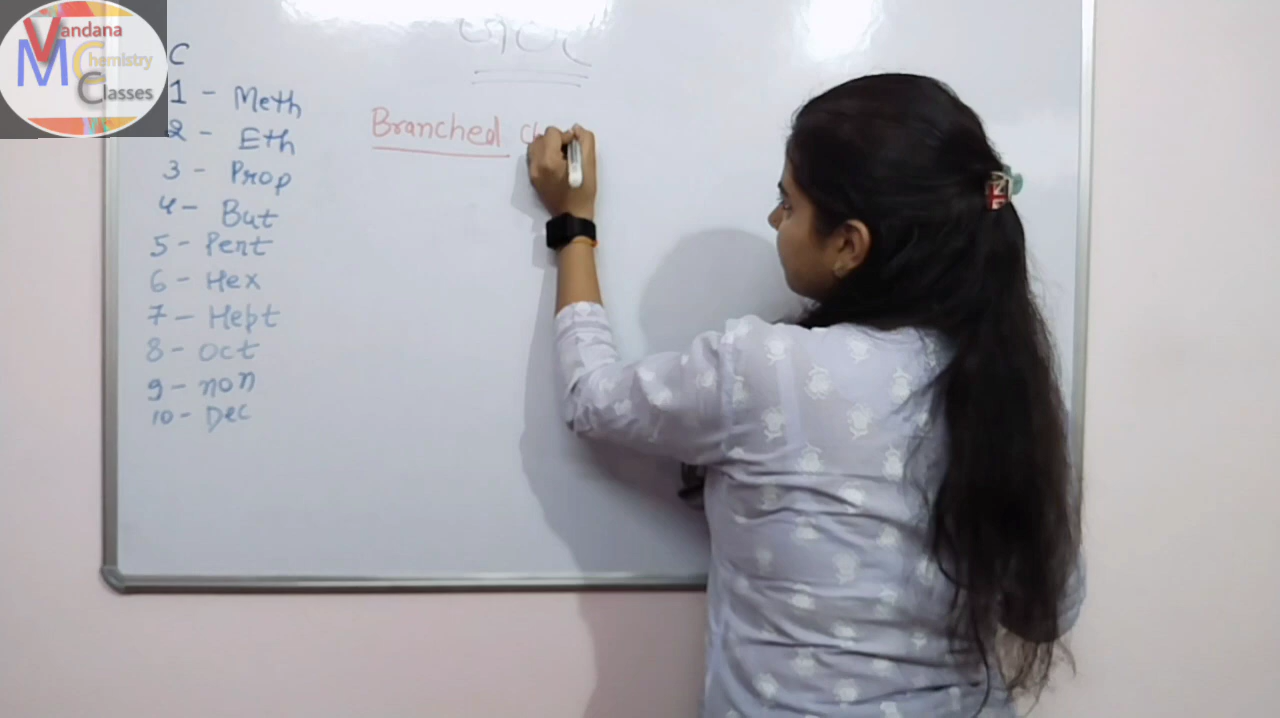 Vandana
Chemistry
M C Classes
C
1 - Meth
2 - Eth
3 - Prop
4 - But
5 - Pent
6 - Hex
7 - Hept
8 - Oct
9 - non
10 - Dec
Branched